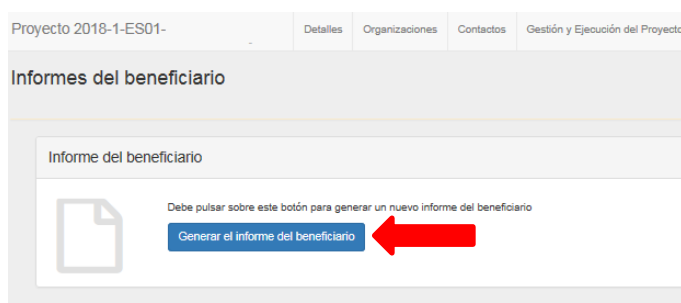 Proyecto 2018-1-ES01-
Detalles
Organizaciones
Contactos
Gestión y Ejecución del Proyecto
Informes del beneficiario
Informe del beneficiario
Debe pulsar sobre este botón para generar un nuevo informe del beneficiario
Generar el informe del beneficiario